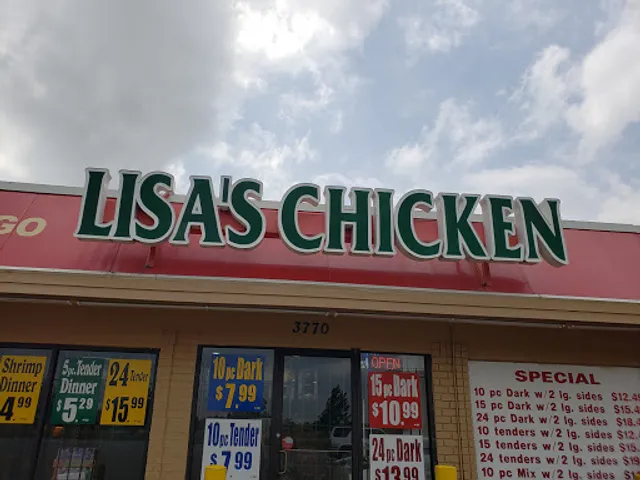 GO
LISA'S CHICKEN
3770
Shrimp
Dinner
4.99
5 pc. Tender
Dinner
$5.29
24 Tender
$15.99
10 pc Dark
$7.99
10 pc Tender
$7.99
OPEN
15 pc Dark
$10.99
24 pc Dark
$13.99
SPECIAL
10 pc Dark w/2 lg. sides $12.4
15 pc Dark w/2 lg. sides $15.4
24 pc Dark w/2 lg. sides $18.
10 tenders w/2 lg. sides $12.
15 tenders w/2 lg. sides $15.
24 tenders w/2 lg. sides
10 pc Mix w/2 lg. sides